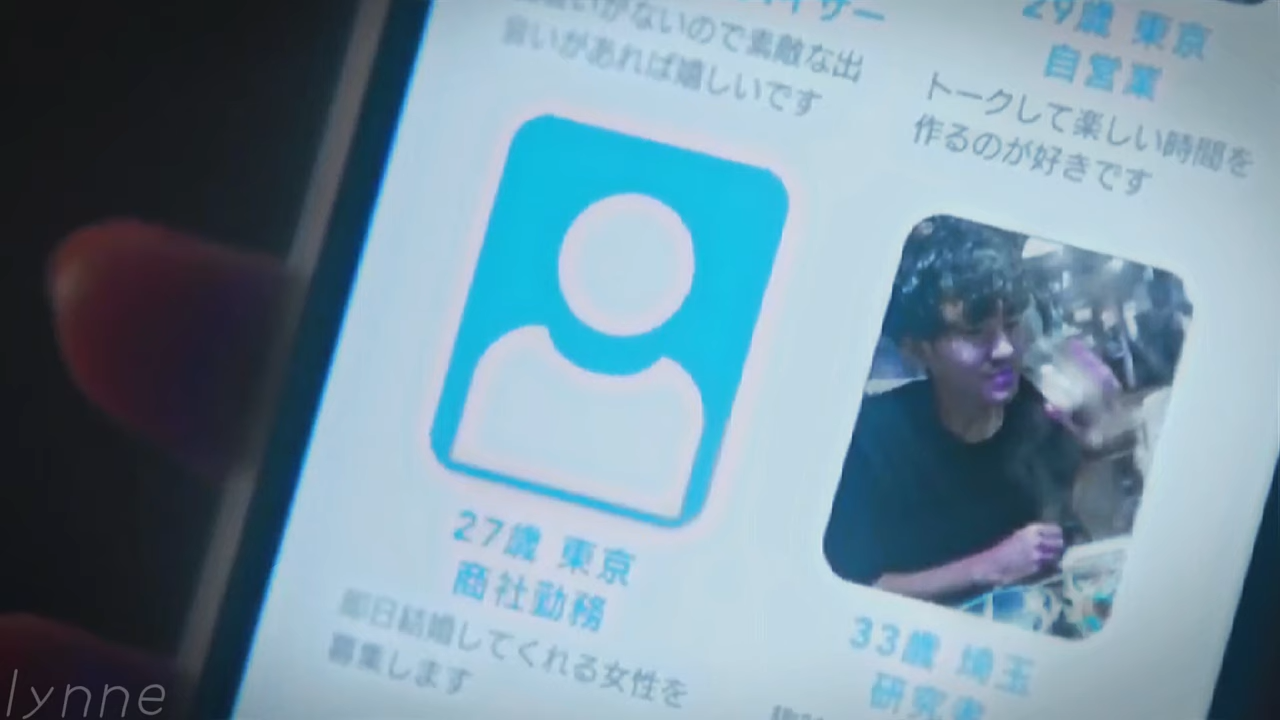 いがないので素敵な出
会いがあれば嬉しいです
29歳 東京
自営業
トークして楽しい時間を
作るのが好きです
27歳 東京
商社勤務
即日結婚してくれる女性を
募集します
33歳 埼玉
lynne